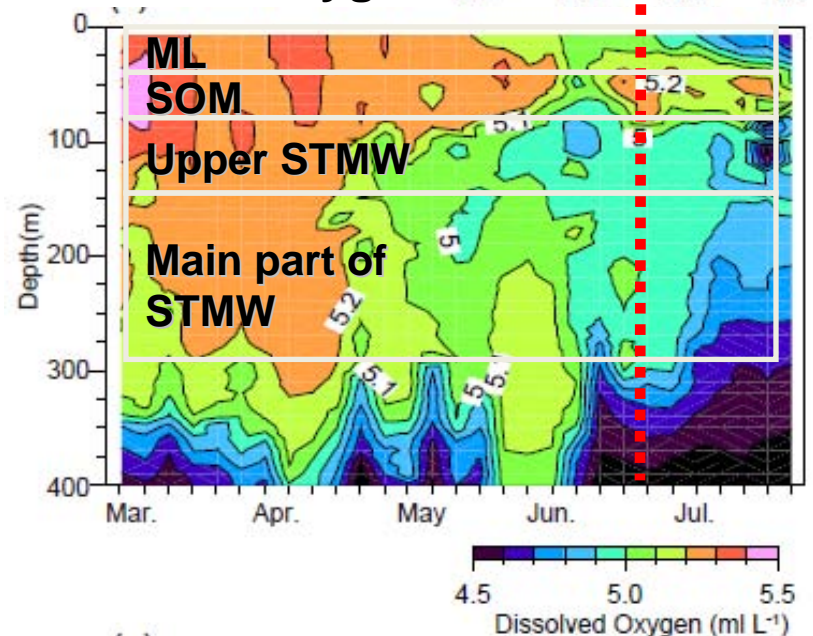 0
ML
SOM
5.2
5.1
5
100
Upper STMW
Depth(m)
200
5
Main part of
STMW
5.2
300
5.1
5
5.1
400
Mar.
Apr.
May
Jun.
Jul.
4.5
5.0
5.5
Dissolved Oxygen (ml L⁻¹)